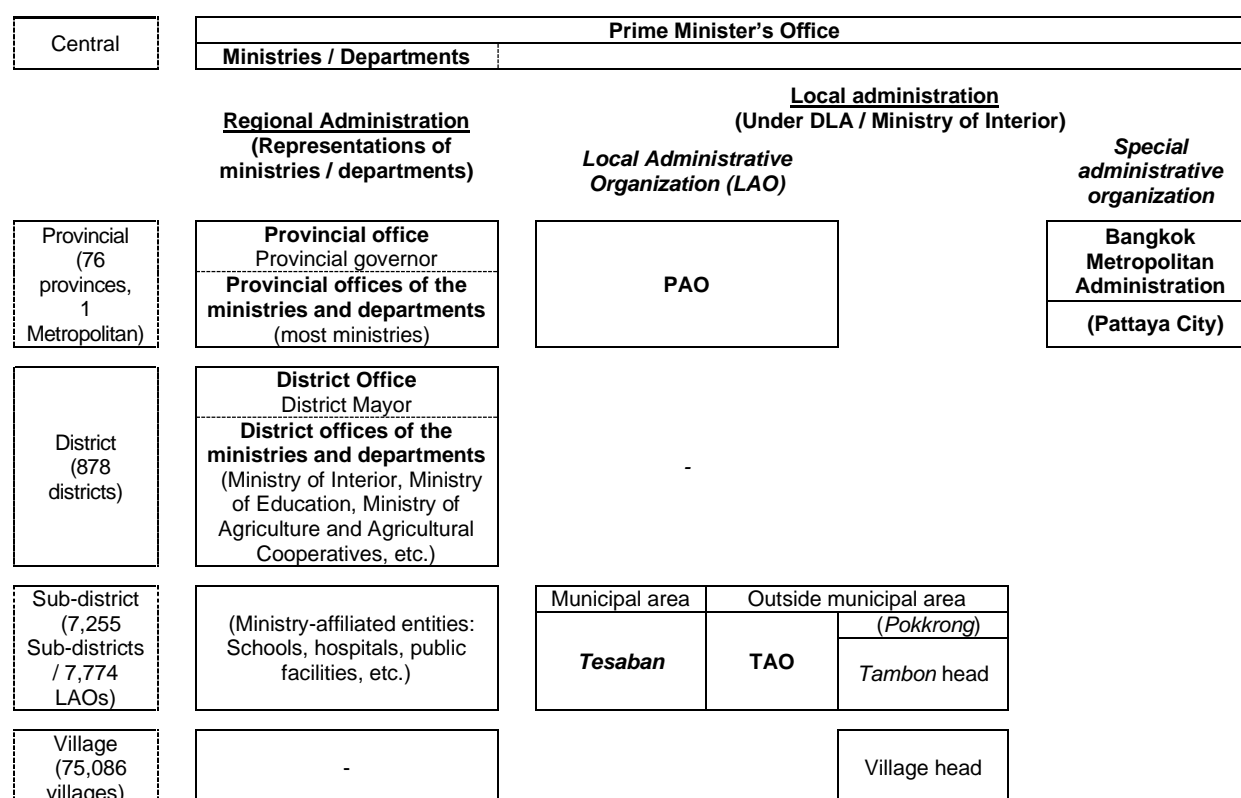 Central
Prime Minister’s Office
Ministries / Departments
Regional Administration
(Representations of
ministries / departments)
Local administration
(Under DLA / Ministry of Interior)
Local Administrative
Organization (LAO)
Special
administrative
organization
Provincial
(76
provinces,
1
Metropolitan)
Provincial office
Provincial governor
Provincial offices of the
ministries and departments
(most ministries)
PAO
Bangkok
Metropolitan
Administration
(Pattaya City)
District
(878
districts)
District Office
District Mayor
District offices of the
ministries and departments
(Ministry of Interior, Ministry
of Education, Ministry of
Agriculture and Agricultural
Cooperatives, etc.)
-
Sub-district
(7,255
Sub-districts
/ 7,774
LAOs)
(Ministry-affiliated entities:
Schools, hospitals, public
facilities, etc.)
Municipal area
Outside municipal area
Tesaban
TAO
(Pokkrong)
Tambon head
Village
(75,086
villages)
-
Village head